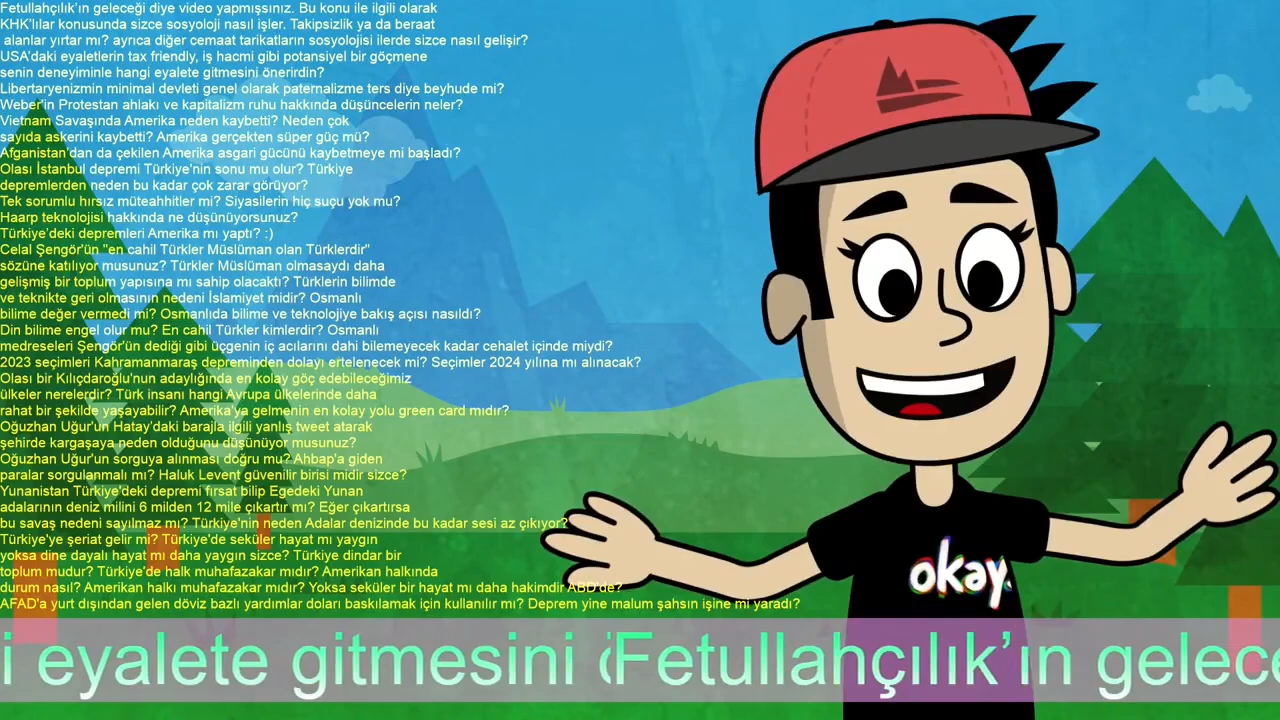 Fetullahçılık'ın geleceği diye video yapmışsınız. Bu konu ile ilgili olarak
KHK'lılar konusunda sizce sosyoloji nasıl işler. Takipsizlik ya da beraat
alanlar yırtar mı? ayrıca diğer cemaat tarikatların sosyolojisi ilerde sizce nasıl gelişir?
USA'daki eyaletlerin tax friendly, iş hacmi gibi potansiyel bir göçmene
senin deneyiminle hangi eyalete gitmesini önerirdin?
Libertaryenizmin minimal devleti genel olarak paternalizme ters diye beyhude mi?
Weber'in Protestan ahlakı ve kapitalizm ruhu hakkında düşüncelerin neler?
Vietnam Savaşında Amerika neden kaybetti? Neden çok
sayıda askerini kaybetti? Amerika gerçekten süper güç mü?
Afganistan'dan da çekilen Amerika asgari gücünü kaybetmeye mi başladı?
Olası İstanbul depremi Türkiye'nin sonu mu olur? Türkiye
depremlerden neden bu kadar çok zarar görüyor?
Tek sorumlu hırsız müteahhitler mi? Siyasilerin hiç suçu yok mu?
Haarp teknolojisi hakkında ne düşünüyorsunuz?
Türkiye'deki depremleri Amerika mı yaptı? :)
Celal Şengör'ün "en cahil Türkler Müslüman olan Türklerdir"
sözüne katılıyor musunuz? Türkler Müslüman olmasaydı daha
gelişmiş bir toplum yapısına mı sahip olacaktı? Türklerin bilimde
ve teknikte geri olmasının nedeni İslamiyet midir? Osmanlı
bilime değer vermedi mi? Osmanlıda bilime ve teknolojiye bakış açısı nasıldı?
Din bilime engel olur mu? En cahil Türkler kimlerdir? Osmanlı
medreseleri Şengör'ün dediği gibi üçgenin iç acılarını dahi bilemeyecek kadar cehalet içinde miydi?
2023 seçimleri Kahramanmaraş depreminden dolayı ertelenecek mi? Seçimler 2024 yılına mı alınacak?
Olası bir Kılıçdaroğlu'nun adaylığında en kolay göç edebileceğimiz
ülkeler nerelerdir? Türk insanı hangi Avrupa ülkelerinde daha
rahat bir şekilde yaşayabilir? Amerika'ya gelmenin en kolay yolu green card mıdır?
Oğuzhan Uğur'un Hatay'daki barajla ilgili yanlış tweet atarak
şehirde kargaşaya neden olduğunu düşünüyor musunuz?
Oğuzhan Uğur'un sorguya alınması doğru mu? Ahbap'a giden
paralar sorgulanmalı mı? Haluk Levent güvenilir birisi midir sizce?
Yunanistan Türkiye'deki depremi fırsat bilip Egedeki Yunan
adalarının deniz milini 6 milden 12 mile çıkartır mı? Eğer çıkartırsa
bu savaş nedeni sayılmaz mı? Türkiye'nin neden Adalar denizinde bu kadar sesi az çıkıyor?
Türkiye'ye şeriat gelir mi? Türkiye'de seküler hayat mı yaygın
yoksa dine dayalı hayat mı daha yaygın sizce? Türkiye dindar bir
toplum mudur? Türkiye'de halk muhafazakar mıdır? Amerikan halkında
durum nasıl? Amerikan halkı muhafazakar mıdır? Yoksa seküler bir hayat mı daha hakimdir ABD'de?
AFAD'a yurt dışından gelen döviz bazlı yardımlar doları baskılamak için kullanılır mı? Deprem yine malum şahsın işine mi yaradı?
okay.
i eyalete gitmesini ö Fetullahçılık'ın gelece